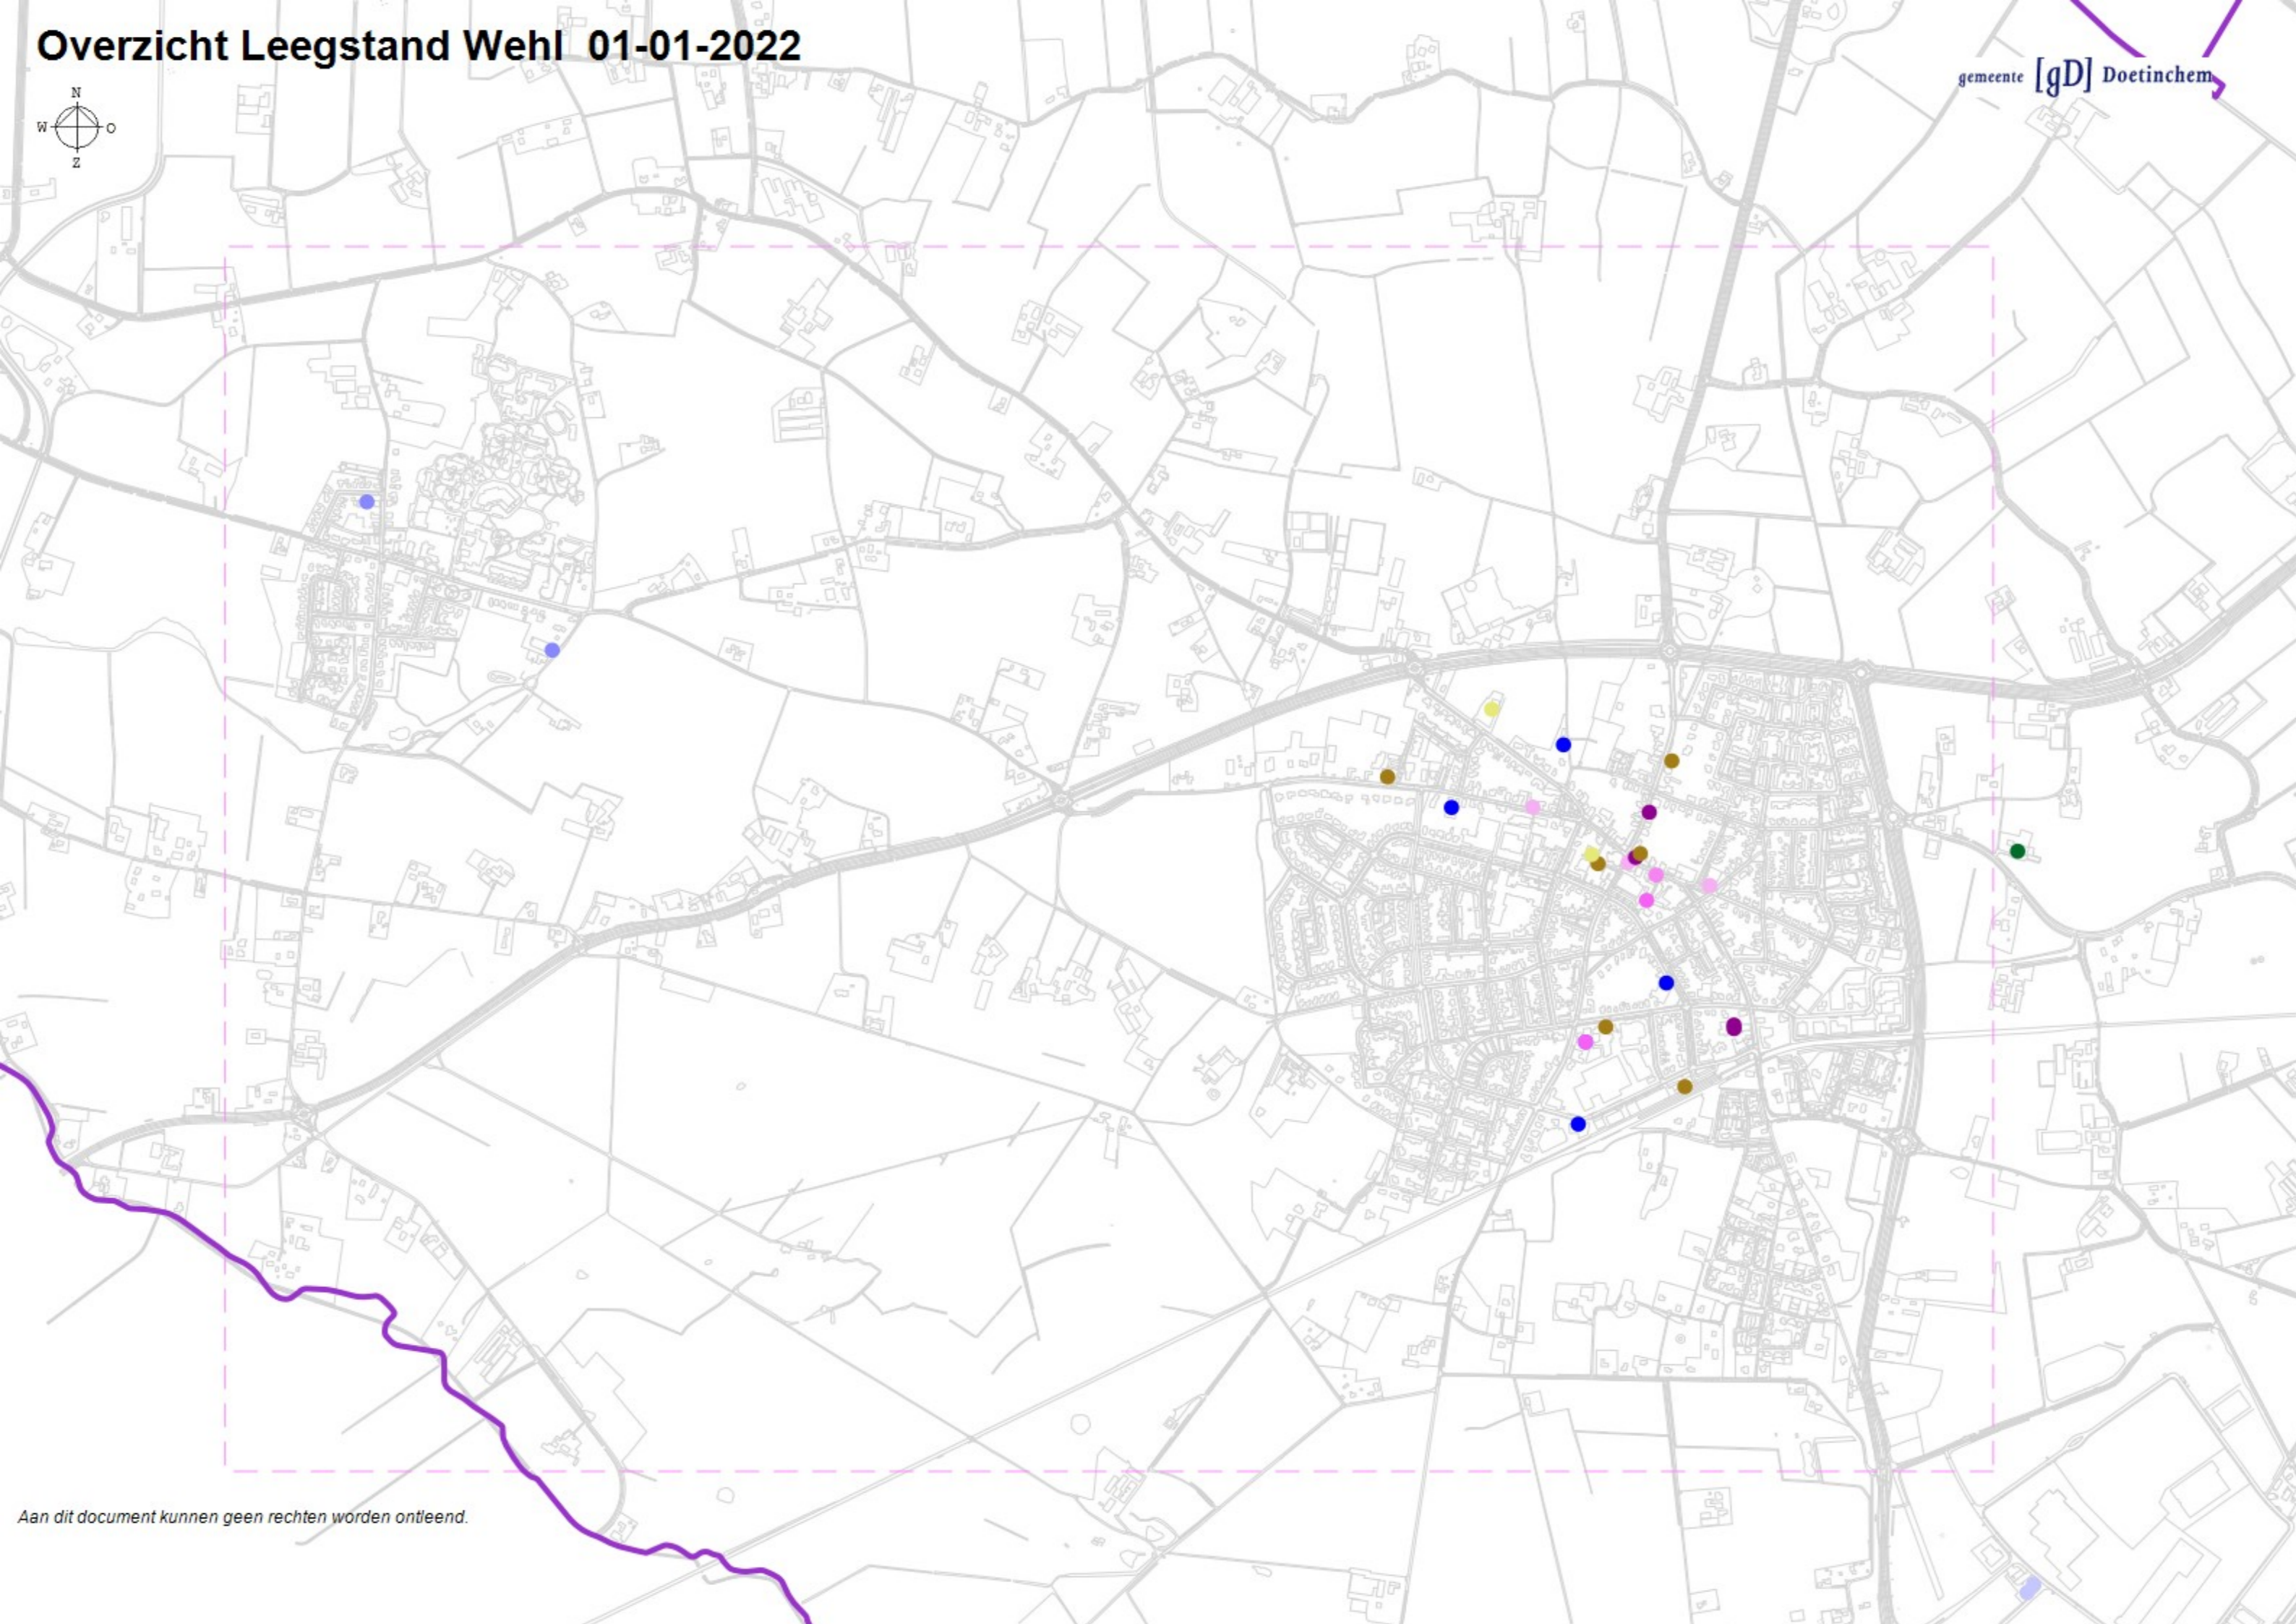 Overzicht Leegstand Wehl 01-01-2022
N
W O
Z
gemeente [gD] Doetinchem
Aan dit document kunnen geen rechten worden ontleend.